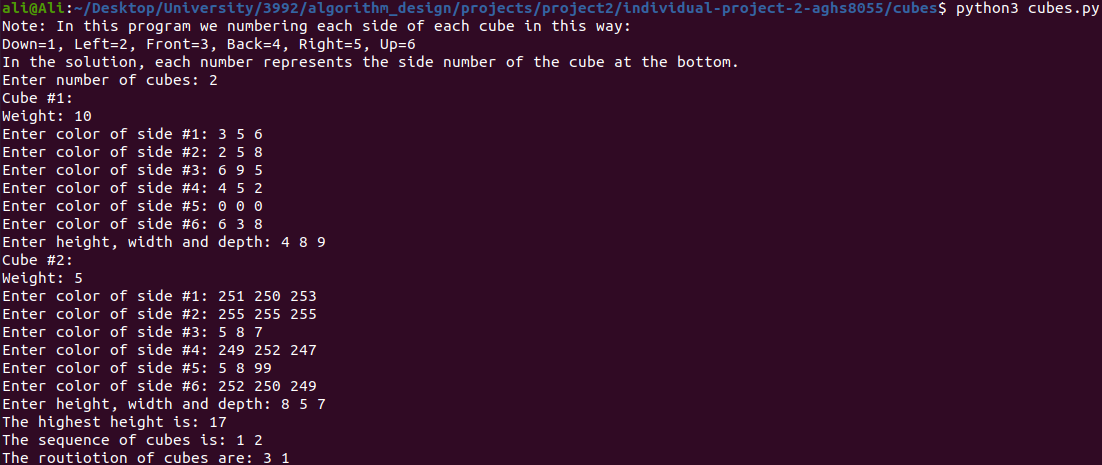 ali@Ali:~/Desktop/University/3992/algorithm_design/projects/project2/individual-project-2-aghs8055/cubes$ python3 cubes.py
Note: In this program we numbering each side of each cube in this way:
Down=1, Left=2, Front=3, Back=4, Right=5, Up=6
In the solution, each number represents the side number of the cube at the bottom.
Enter number of cubes: 2
Cube #1:
Weight: 10
Enter color of side #1: 3 5 6
Enter color of side #2: 2 5 8
Enter color of side #3: 6 9 5
Enter color of side #4: 4 5 2
Enter color of side #5: 0 0 0
Enter color of side #6: 6 3 8
Enter height, width and depth: 4 8 9
Cube #2:
Weight: 5
Enter color of side #1: 251 250 253
Enter color of side #2: 255 255 255
Enter color of side #3: 5 8 7
Enter color of side #4: 249 252 247
Enter color of side #5: 5 8 99
Enter color of side #6: 252 250 249
Enter height, width and depth: 8 5 7
The highest height is: 17
The sequence of cubes is: 1 2
The routiotion of cubes are: 3 1